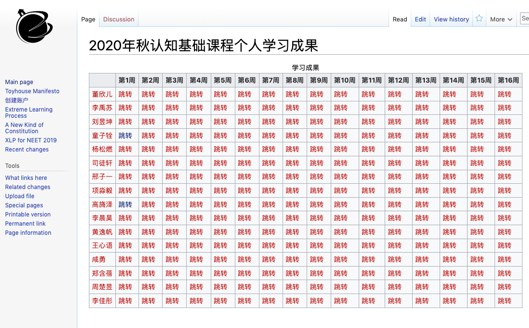 Page Discussion Read Edit View history More Se
2020年秋认知基础课程个人学习成果
Main page
Toyhouse Manifesto
创建账户
Extreme Learning
Process
A New Kind of
Constitution
XLP for NEET 2019
Recent changes
Tools
What links here
Related changes
Upload file
Special pages
Printable version
Permanent link
Page information
学习成果
第1周 第2周 第3周 第4周 第5周 第6周 第7周 第8周 第9周 第10周 第11周 第12周 第13周 第14周 第15周 第16周
董欣儿 跳转 跳转 跳转 跳转 跳转 跳转 跳转 跳转 跳转 跳转 跳转 跳转 跳转 跳转 跳转 跳转
李禹苏 跳转 跳转 跳转 跳转 跳转 跳转 跳转 跳转 跳转 跳转 跳转 跳转 跳转 跳转 跳转 跳转
刘昱坤 跳转 跳转 跳转 跳转 跳转 跳转 跳转 跳转 跳转 跳转 跳转 跳转 跳转 跳转 跳转 跳转
童子铨 跳转 跳转 跳转 跳转 跳转 跳转 跳转 跳转 跳转 跳转 跳转 跳转 跳转 跳转 跳转 跳转
杨松燃 跳转 跳转 跳转 跳转 跳转 跳转 跳转 跳转 跳转 跳转 跳转 跳转 跳转 跳转 跳转 跳转
司徒轩 跳转 跳转 跳转 跳转 跳转 跳转 跳转 跳转 跳转 跳转 跳转 跳转 跳转 跳转 跳转 跳转
邢子一 跳转 跳转 跳转 跳转 跳转 跳转 跳转 跳转 跳转 跳转 跳转 跳转 跳转 跳转 跳转 跳转
项淼毅 跳转 跳转 跳转 跳转 跳转 跳转 跳转 跳转 跳转 跳转 跳转 跳转 跳转 跳转 跳转 跳转
高旖濢 跳转 跳转 跳转 跳转 跳转 跳转 跳转 跳转 跳转 跳转 跳转 跳转 跳转 跳转 跳转 跳转
李晨昊 跳转 跳转 跳转 跳转 跳转 跳转 跳转 跳转 跳转 跳转 跳转 跳转 跳转 跳转 跳转 跳转
黄逸帆 跳转 跳转 跳转 跳转 跳转 跳转 跳转 跳转 跳转 跳转 跳转 跳转 跳转 跳转 跳转 跳转
王心语 跳转 跳转 跳转 跳转 跳转 跳转 跳转 跳转 跳转 跳转 跳转 跳转 跳转 跳转 跳转 跳转
咸勇 跳转 跳转 跳转 跳转 跳转 跳转 跳转 跳转 跳转 跳转 跳转 跳转 跳转 跳转 跳转 跳转
郑含蓓 跳转 跳转 跳转 跳转 跳转 跳转 跳转 跳转 跳转 跳转 跳转 跳转 跳转 跳转 跳转 跳转
周楚昱 跳转 跳转 跳转 跳转 跳转 跳转 跳转 跳转 跳转 跳转 跳转 跳转 跳转 跳转 跳转 跳转
李佳彤 跳转 跳转 跳转 跳转 跳转 跳转 跳转 跳转 跳转 跳转 跳转 跳转 跳转 跳转 跳转 跳转